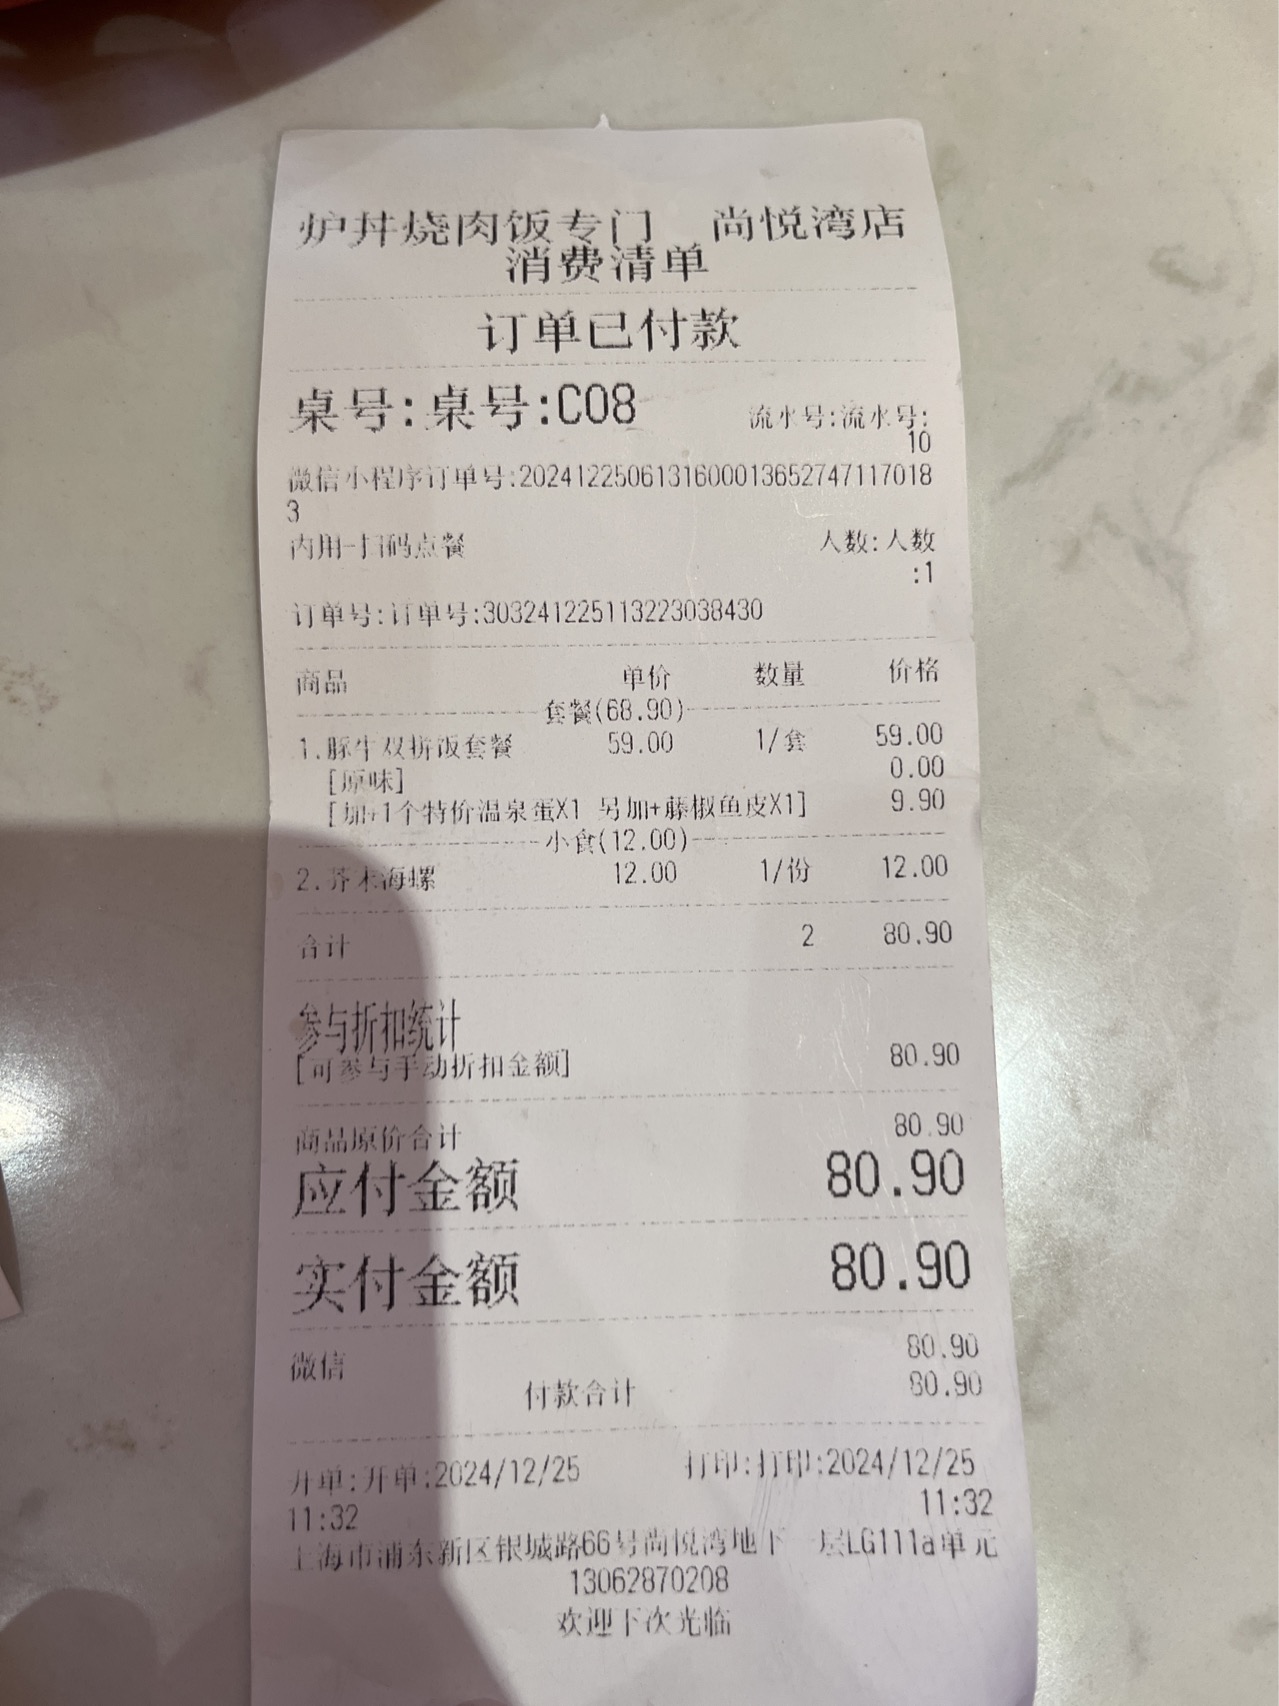 炉丼烧肉饭专门 尚悦湾店
消费清单
订单已付款
桌号:桌号:C08 流水号:流水号:
10
微信小程序订单号:2024122506131600013652747117018
3
内用-扫码点餐 人数:人数
:1
订单号:订单号:303241225113223038430
商品 单价 数量 价格
套餐(68.90)
1.豚牛双拼饭套餐 59.00 1/套 59.00
[原味] 0.00
[加+1个特价温泉蛋X1 另加+藤椒鱼皮X1] 9.90
小食(12.00)
2.芥末海螺 12.00 1/份 12.00
合计 2 80.90
参与折扣统计
[可参与手动折扣金额] 80.90
商品原价合计 80.90
应付金额 80.90
实付金额 80.90
微信 80.90
付款合计 80.90
开单:开单:2024/12/25 打印:打印:2024/12/25
11:32 11:32
上海市浦东新区银城路66号尚悦湾地下一层LG111a单元
13062870208
欢迎下次光临